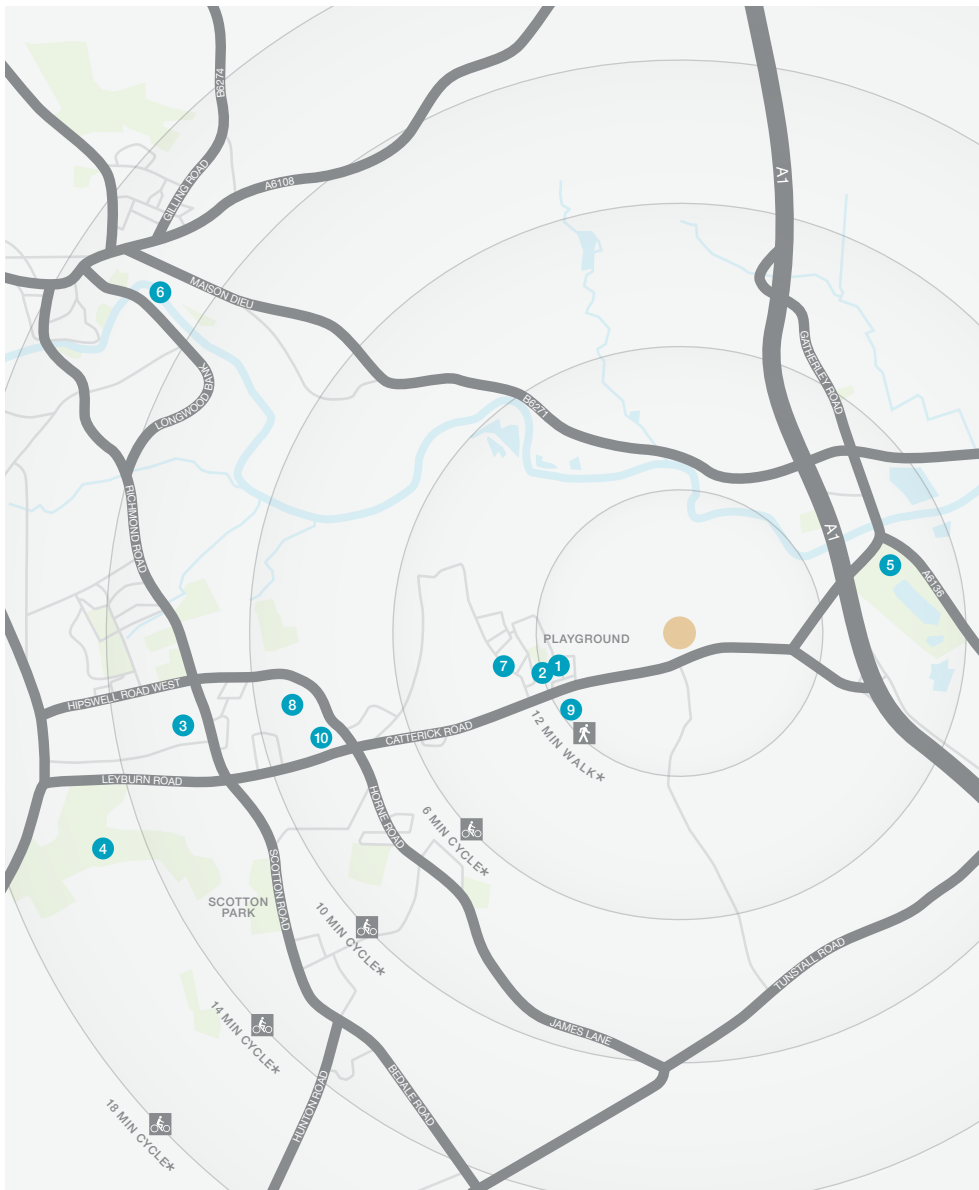 B6274
A1
GILLING ROAD
A6108
6
MAISON DIEU
GATHERLEY ROAD
LONGWOOD BANK
B6271
RICHMOND ROAD
A1
5
A6136
PLAYGROUND
7
2
1
HIPSWELL ROAD WEST
8
9
3
10
CATTERICK ROAD
12 MIN WALK*
LEYBURN ROAD
HORNE ROAD
6 MIN CYCLE*
4
SCOTTON ROAD
SCOTTON
PARK
10 MIN CYCLE*
TUNSTALL ROAD
14 MIN CYCLE*
JAMES LANE
BEDALE ROAD
HUNTON ROAD
18 MIN CYCLE*